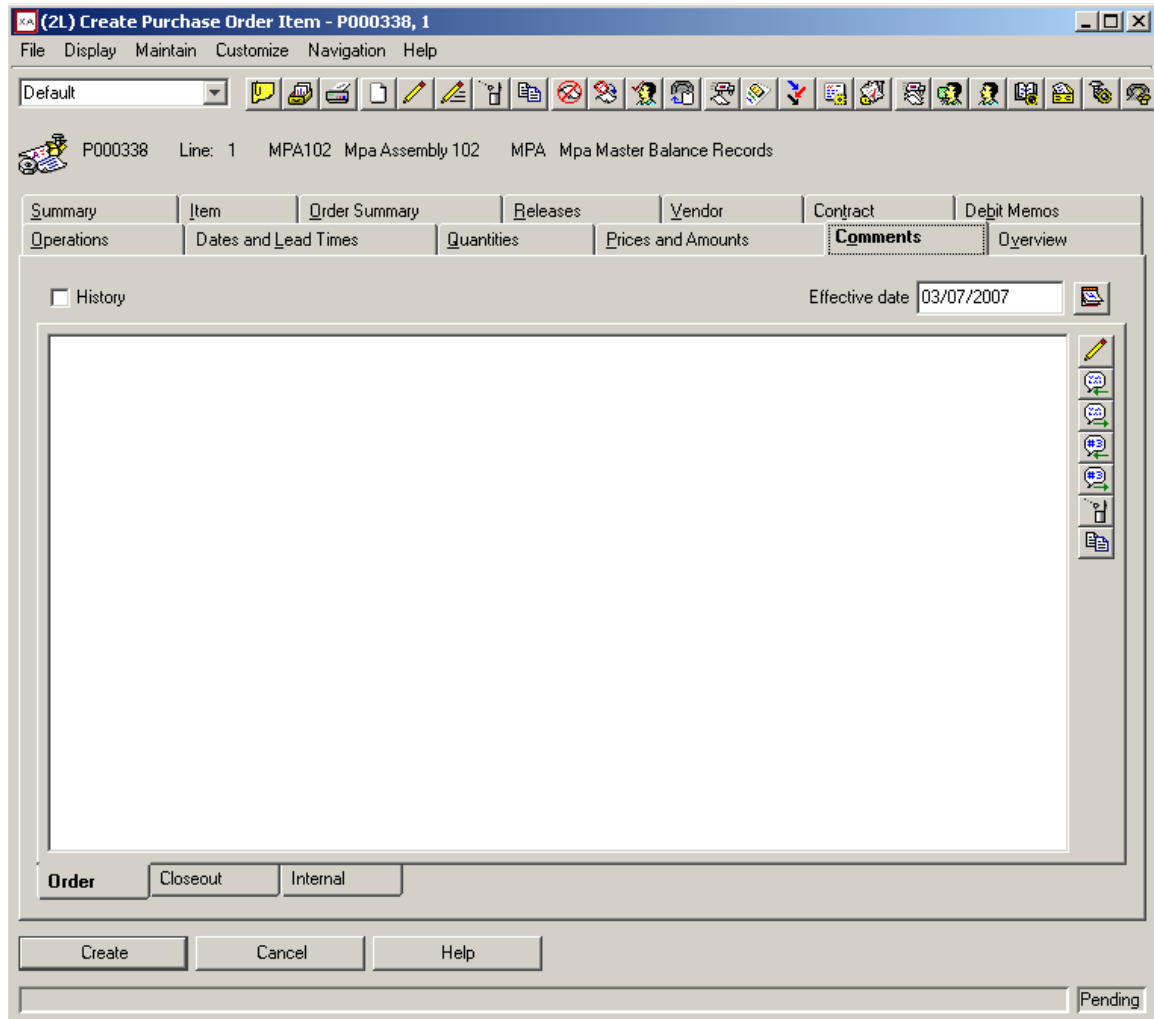 XA (2L) Create Purchase Order Item - P000338, 1
File Display Maintain Customize Navigation Help
Default
P000338 Line: 1 MPA102 Mpa Assembly 102 MPA Mpa Master Balance Records
Summary Item Order Summary Releases Vendor Contract Debit Memos
Operations Dates and Lead Times Quantities Prices and Amounts Comments Overview
History Effective date 03/07/2007
Order Closeout Internal
Create Cancel Help
Pending